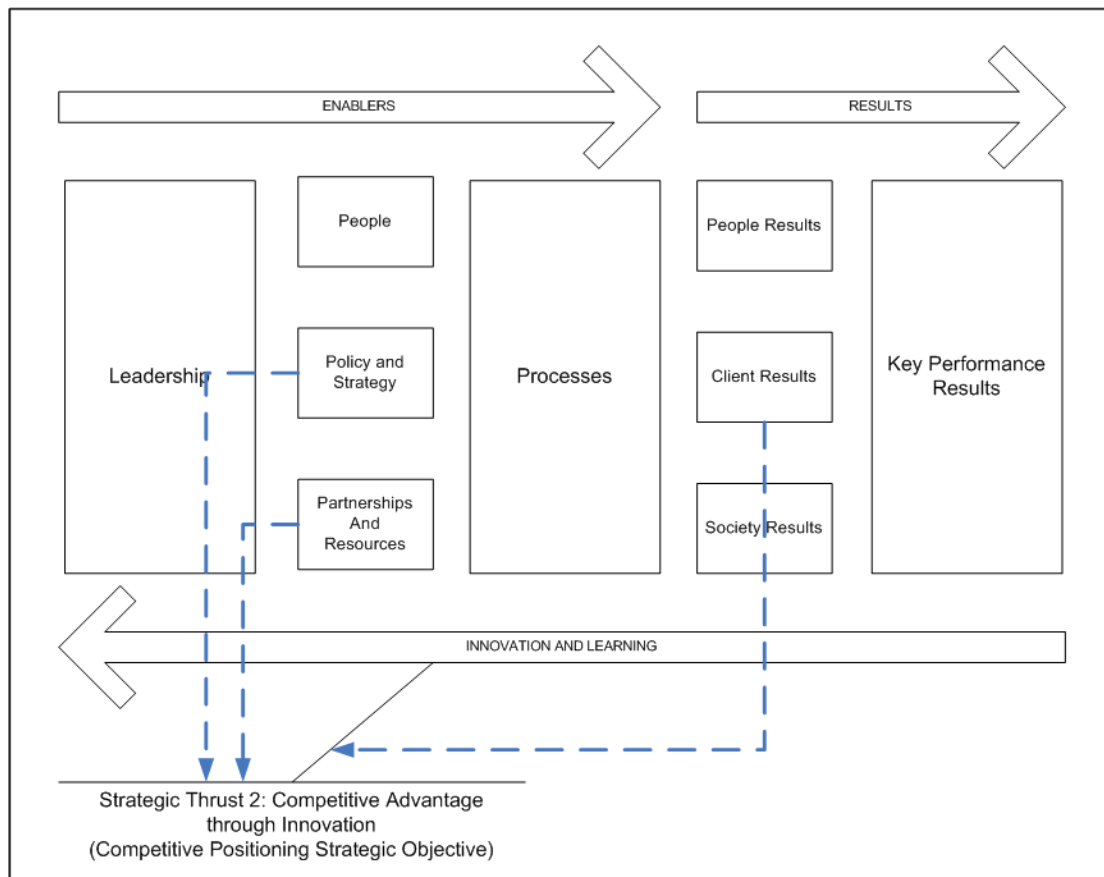 ENABLERS
RESULTS
Leadership
People
Policy and
Strategy
Partnerships
And
Resources
Processes
People Results
Client Results
Society Results
Key Performance
Results
INNOVATION AND LEARNING
Strategic Thrust 2: Competitive Advantage
through Innovation
(Competitive Positioning Strategic Objective)